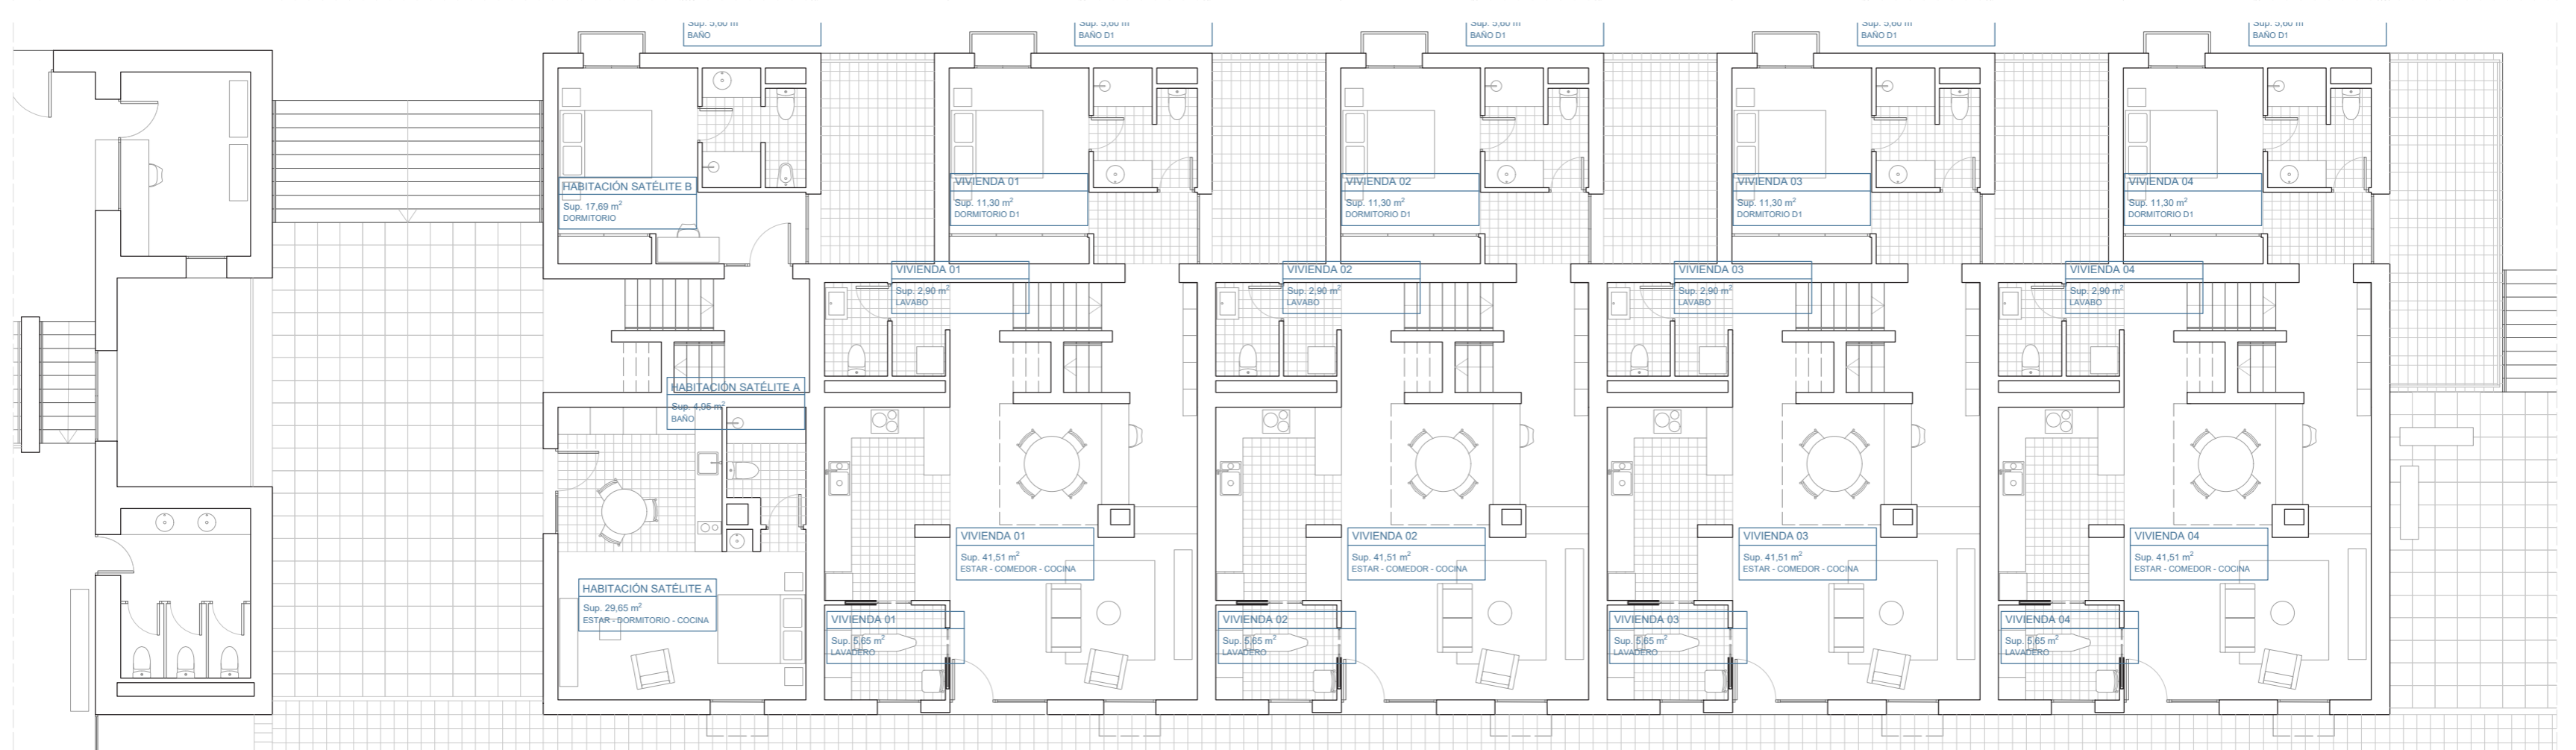 Sup. 5,60 m
BAÑO
Sup. 5,60 m
BAÑO D1
Sup. 5,60 m
BAÑO D1
Sup. 5,60 m
BAÑO D1
Sup. 5,60 m
BAÑO D1
HABITACIÓN SATÉLITE B
Sup. 17,69 m²
DORMITORIO
VIVIENDA 01
Sup. 11,30 m²
DORMITORIO D1
VIVIENDA 02
Sup. 11,30 m²
DORMITORIO D1
VIVIENDA 03
Sup. 11,30 m²
DORMITORIO D1
VIVIENDA 04
Sup. 11,30 m²
DORMITORIO D1
VIVIENDA 01
Sup. 2,90 m²
LAVABO
VIVIENDA 02
Sup. 2,90 m²
LAVABO
VIVIENDA 03
Sup. 2,90 m²
LAVABO
VIVIENDA 04
Sup. 2,90 m²
LAVABO
HABITACIÓN SATÉLITE A
Sup. 4,05 m²
BAÑO
VIVIENDA 01
Sup. 41,51 m²
ESTAR - COMEDOR - COCINA
VIVIENDA 02
Sup. 41,51 m²
ESTAR - COMEDOR - COCINA
VIVIENDA 03
Sup. 41,51 m²
ESTAR - COMEDOR - COCINA
VIVIENDA 04
Sup. 41,51 m²
ESTAR - COMEDOR - COCINA
HABITACIÓN SATÉLITE A
Sup. 29,65 m²
ESTAR - DORMITORIO - COCINA
VIVIENDA 01
Sup. 5,65 m²
LAVADERO
VIVIENDA 02
Sup. 5,65 m²
LAVADERO
VIVIENDA 03
Sup. 5,65 m²
LAVADERO
VIVIENDA 04
Sup. 5,65 m²
LAVADERO